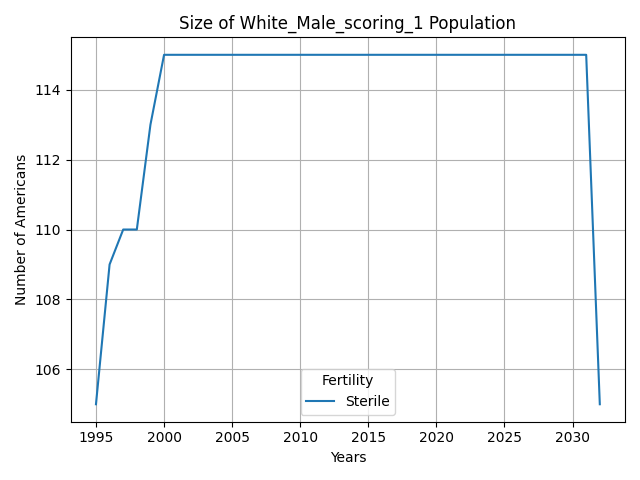 Size of White_Male_scoring_1 Population
Number of Americans
114
112
110
108
106
Fertility
Sterile
1995 2000 2005 2010 2015 2020 2025 2030
Years